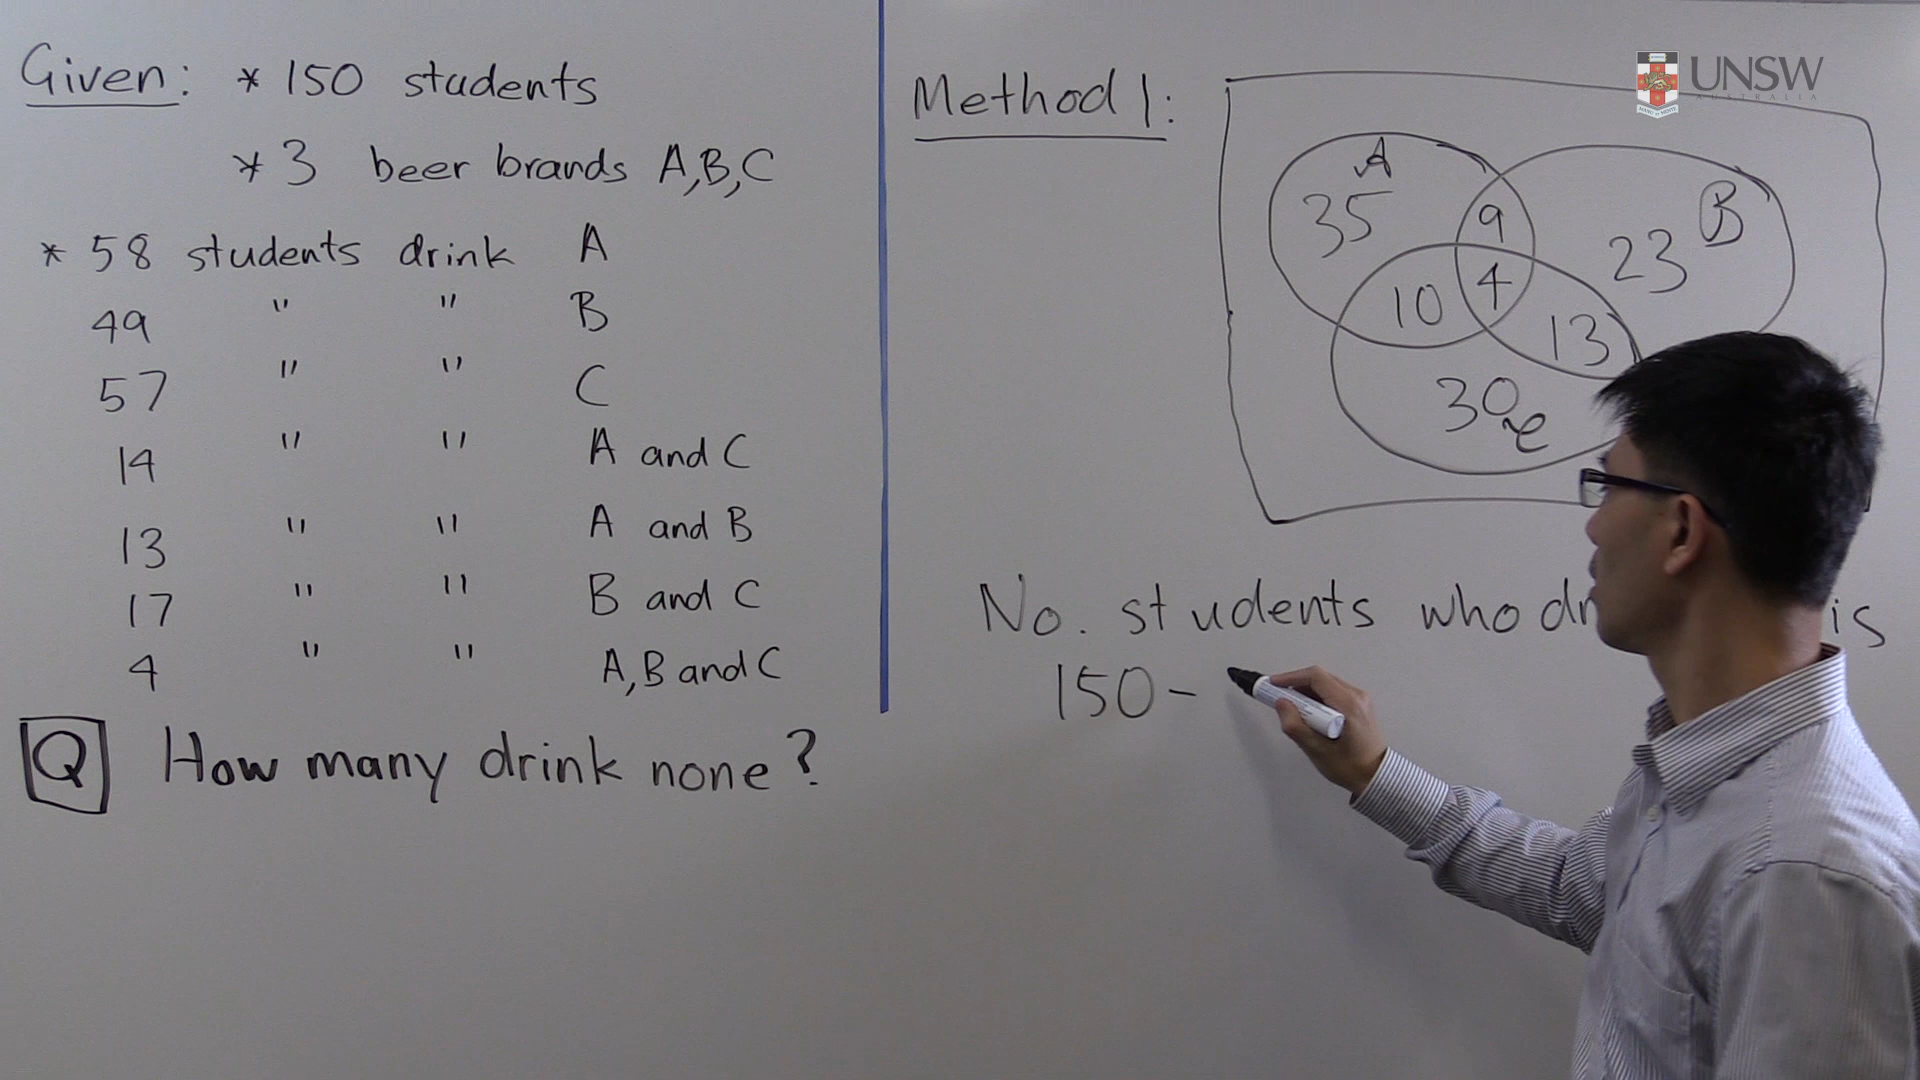 Given: * 150 students
* 3 beer brands A,B,C
* 58 students drink A
49 " " B
57 " " C
14 " " A and C
13 " " A and B
17 " " B and C
4 " " A,B and C
Q How many drink none?
Method 1:
UNSW
AUSTRALIA
A
35
9
B
23
10
4
13
30
C
No. students who is
150 -